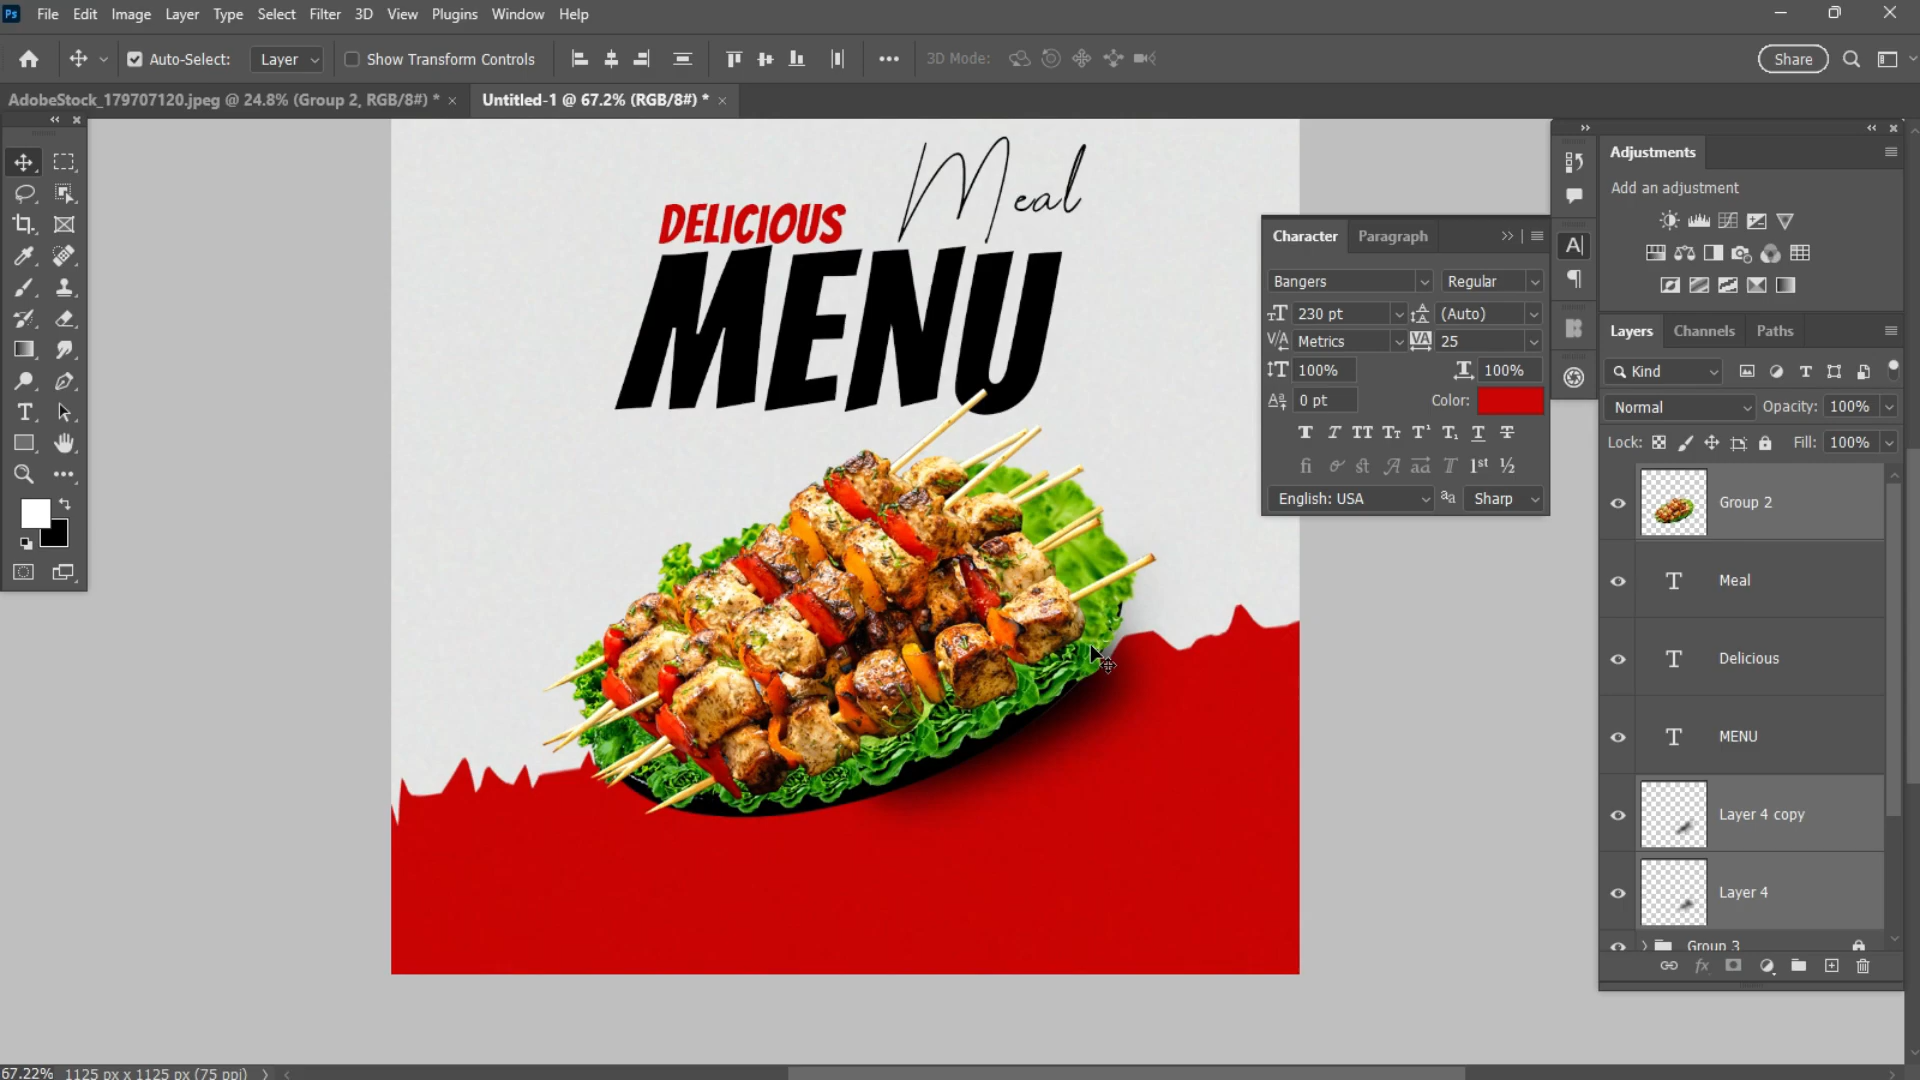 Ps File Edit Image Layer Type Select Filter 3D View Plugins Window Help
Auto-Select: Layer Show Transform Controls 3D Mode: Share
AdobeStock_179707120.jpeg @ 24.8% (Group 2, RGB/8#) * Untitled-1 @ 67.2% (RGB/8#) *
Meal
DELICIOUS
MENU
Character Paragraph
Bangers Regular
230 pt (Auto)
Metrics 25
100% 100%
0 pt Color:
English: USA Sharp
Adjustments
Add an adjustment
Layers Channels Paths
Kind
Normal Opacity: 100%
Lock: Fill: 100%
Group 2
Meal
Delicious
MENU
Layer 4 copy
Layer 4
Group 3
67.22% 1125 px x 1125 px (75 ppi)